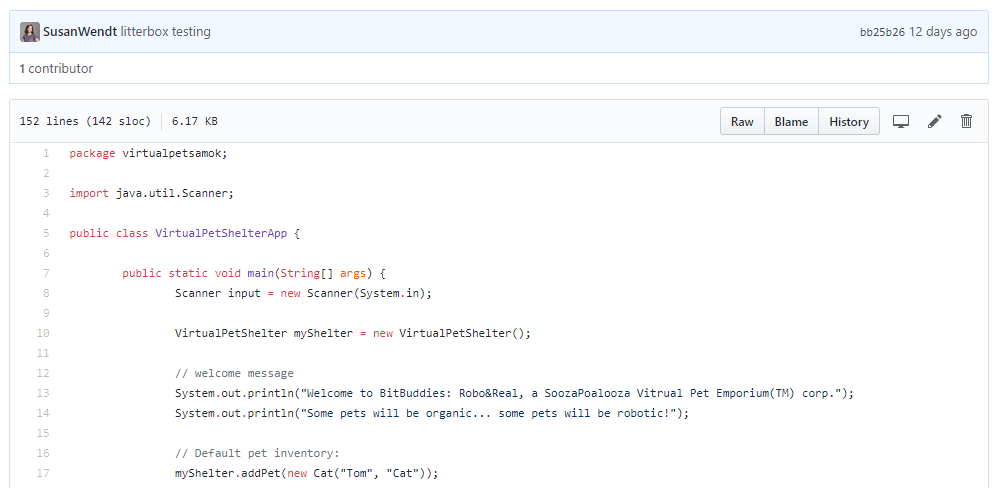 SusanWendt litterbox testing bb25b26 12 days ago
1 contributor
152 lines (142 sloc) 6.17 KB Raw Blame History
1 package virtualpetsamok;
2
3 import java.util.Scanner;
4
5 public class VirtualPetShelterApp {
6
7 public static void main(String[] args) {
8 Scanner input = new Scanner(System.in);
9
10 VirtualPetShelter myShelter = new VirtualPetShelter();
11
12 // welcome message
13 System.out.println("Welcome to BitBuddies: Robo&Real, a SoozaPoalooza Vitrual Pet Emporium(TM) corp.");
14 System.out.println("Some pets will be organic... some pets will be robotic!");
15
16 // Default pet inventory:
17 myShelter.addPet(new Cat("Tom", "Cat"));